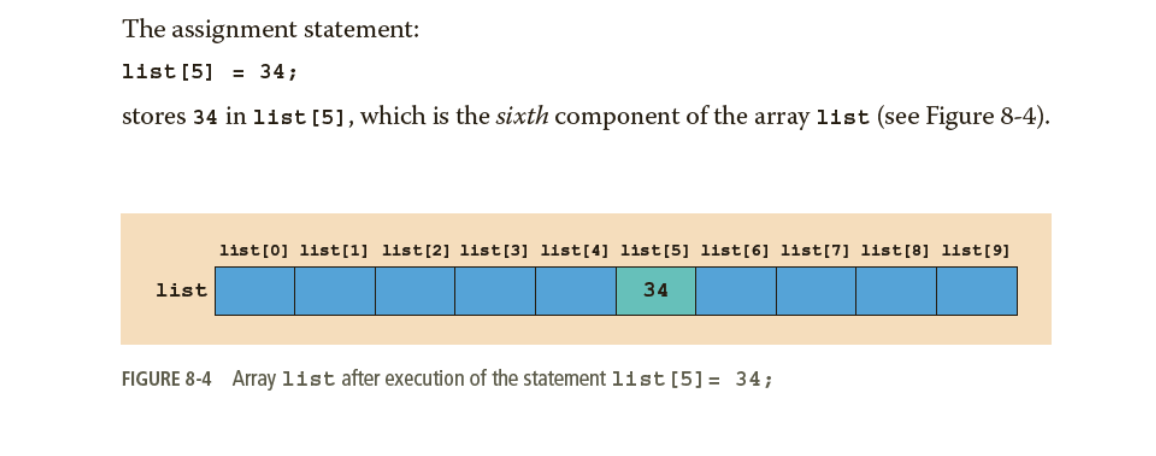 The assignment statement:
list[5] = 34;
stores 34 in list[5], which is the sixth component of the array list (see Figure 8-4).
list[0] list[1] list[2] list[3] list[4] list[5] list[6] list[7] list[8] list[9]
list 34
FIGURE 8-4 Array list after execution of the statement list[5]= 34;